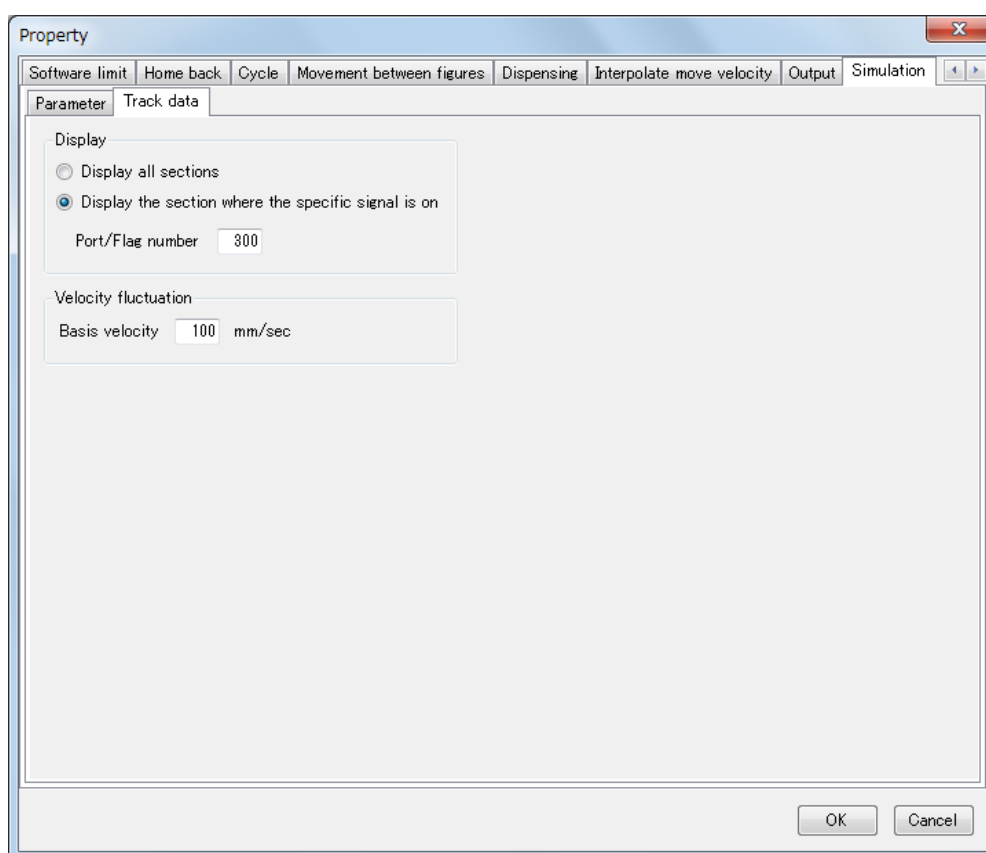 Property
Software limit Home back Cycle Movement between figures Dispensing Interpolate move velocity Output Simulation
Parameter Track data
Display
Display all sections
Display the section where the specific signal is on
Port/Flag number 300
Velocity fluctuation
Basis velocity 100 mm/sec
OK Cancel